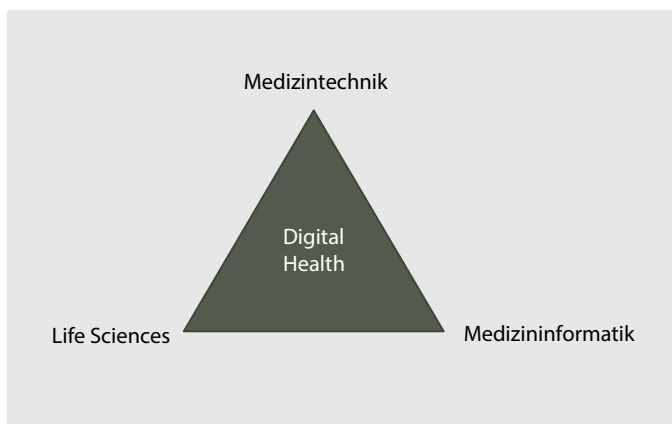 Medizintechnik
Digital
Health
Life Sciences
Medizininformatik